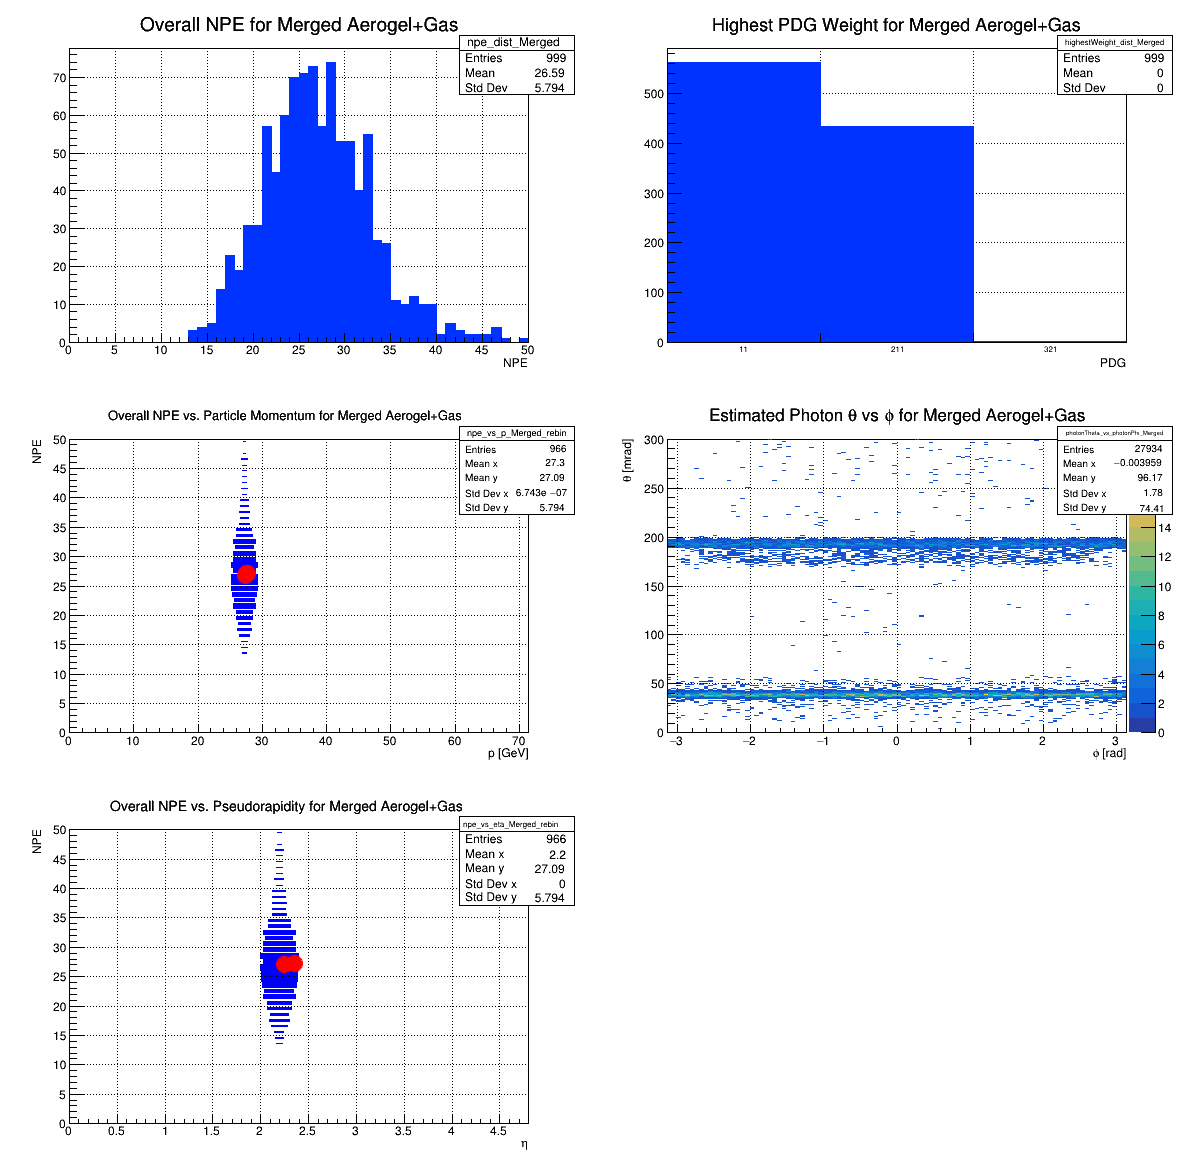 Overall NPE for Merged Aerogel+Gas
npe_dist_Merged
Entries 999
Mean 26.59
Std Dev 5.794
70
60
50
40
30
20
10
0
0 5 10 15 20 25 30 35 40 45 50
NPE
Highest PDG Weight for Merged Aerogel+Gas
highestWeight_dist_Merged
Entries 999
Mean 0
Std Dev 0
500
400
300
200
100
0
11 211 321
PDG
Overall NPE vs. Particle Momentum for Merged Aerogel+Gas
npe_vs_p_Merged_rebin
Entries 966
Mean x 27.3
Mean y 27.09
Std Dev x 6.743e −07
Std Dev y 5.794
NPE
50
45
40
35
30
25
20
15
10
5
0
0 10 20 30 40 50 60 70
p [GeV]
Estimated Photon θ vs ϕ for Merged Aerogel+Gas
photonTheta_vs_photonPhi_Merged
Entries 27934
Mean x −0.003959
Mean y 96.17
Std Dev x 1.78
Std Dev y 74.41
θ [mrad]
300
250
200
150
100
50
0
−3 −2 −1 0 1 2 3
ϕ [rad]
14
12
10
8
6
4
2
0
Overall NPE vs. Pseudorapidity for Merged Aerogel+Gas
npe_vs_eta_Merged_rebin
Entries 966
Mean x 2.2
Mean y 27.09
Std Dev x 0
Std Dev y 5.794
NPE
50
45
40
35
30
25
20
15
10
5
0
0 0.5 1 1.5 2 2.5 3 3.5 4 4.5
η